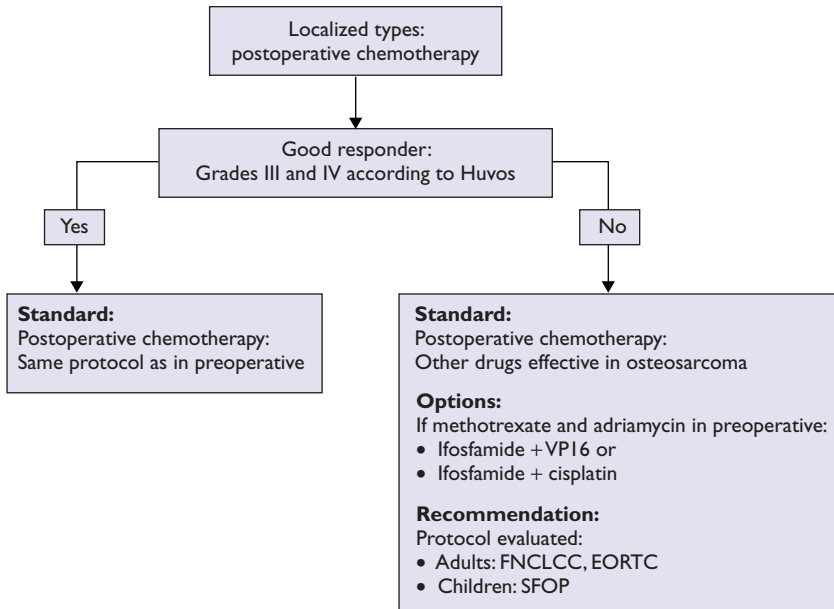 Localized types:
postoperative chemotherapy
Good responder:
Grades III and IV according to Huvos
Yes
No
Standard:
Postoperative chemotherapy:
Same protocol as in preoperative
Standard:
Postoperative chemotherapy:
Other drugs effective in osteosarcoma
Options:
If methotrexate and adriamycin in preoperative:
• Ifosfamide + VP16 or
• Ifosfamide + cisplatin
Recommendation:
Protocol evaluated:
• Adults: FNCLCC, EORTC
• Children: SFOP